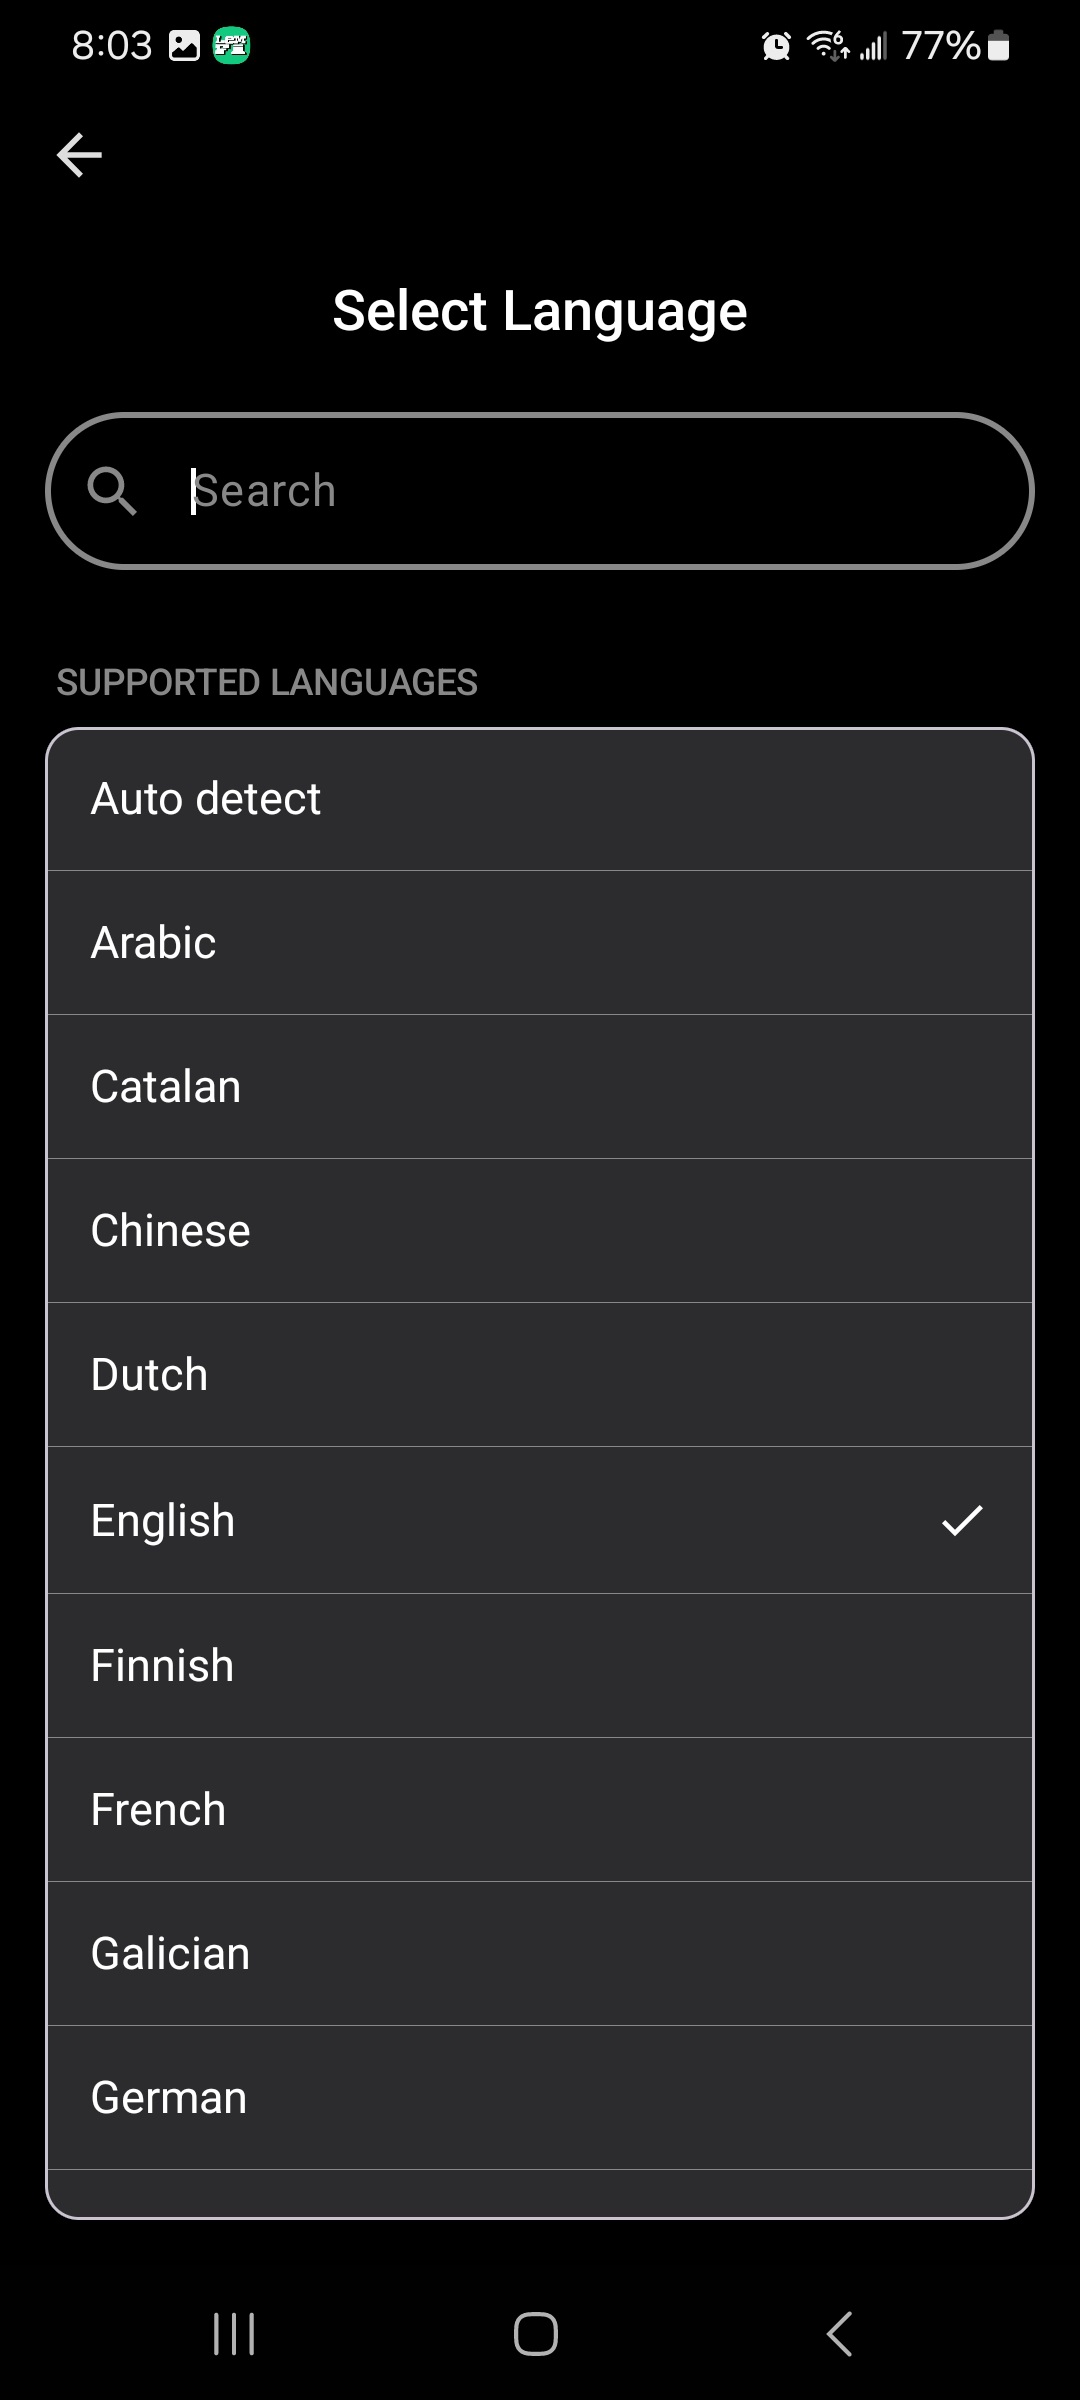 8:03
77%
Select Language
Search
SUPPORTED LANGUAGES
Auto detect
Arabic
Catalan
Chinese
Dutch
English
Finnish
French
Galician
German